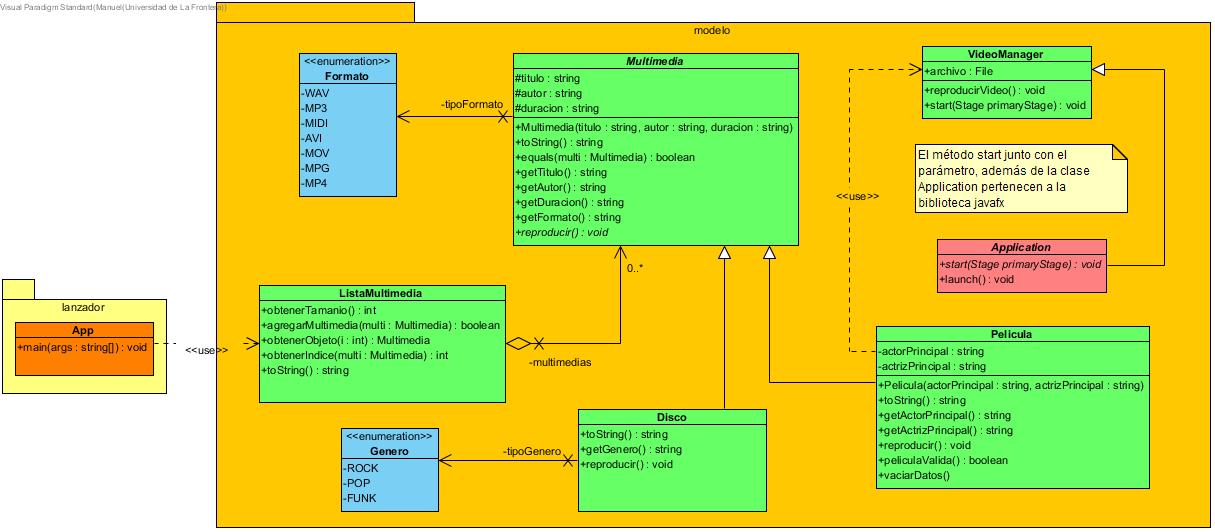 Visual Paradigm Standard(Manuel(Universidad de La Frontera))
modelo
<<enumeration>>
Formato
-WAV
-MP3
-MIDI
-AVI
-MOV
-MPG
-MP4
-tipoFormato
Multimedia
#titulo : string
#autor : string
#duracion : string
+Multimedia(titulo : string, autor : string, duracion : string)
+toString() : string
+equals(multi : Multimedia) : boolean
+getTitulo() : string
+getAutor() : string
+getDuracion() : string
+getFormato() : string
+reproducir() : void
VideoManager
+archivo : File
+reproducirVideo() : void
+start(Stage primaryStage) : void
El método start junto con el
parámetro, además de la clase
Application pertenecen a la
biblioteca javafx
<<use>>
Application
+start(Stage primaryStage) : void
+launch() : void
0..*
lanzador
App
+main(args : string[]) : void
<<use>>
ListaMultimedia
+obtenerTamanio() : int
+agregarMultimedia(multi : Multimedia) : boolean
+obtenerObjeto(i : int) : Multimedia
+obtenerIndice(multi : Multimedia) : int
+toString() : string
-multimedias
Pelicula
-actorPrincipal : string
-actrizPrincipal : string
+Pelicula(actorPrincipal : string, actrizPrincipal : string)
+toString() : string
+getActorPrincipal() : string
+getActrizPrincipal() : string
+reproducir() : void
+peliculaValida() : boolean
+vaciarDatos()
<<enumeration>>
Genero
-ROCK
-POP
-FUNK
-tipoGenero
Disco
+toString() : string
+getGenero() : string
+reproducir() : void